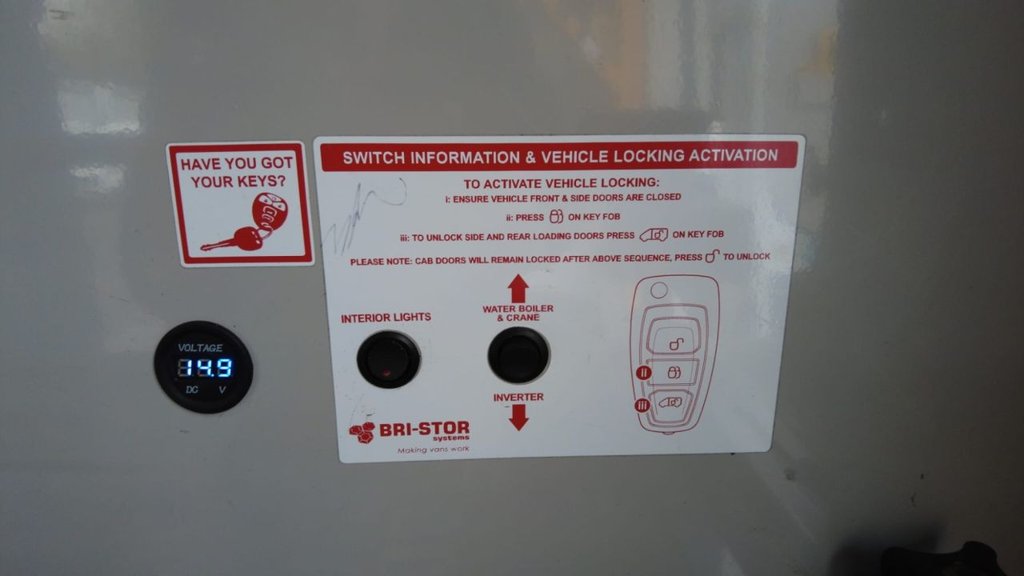 HAVE YOU GOT
YOUR KEYS?
SWITCH INFORMATION & VEHICLE LOCKING ACTIVATION
TO ACTIVATE VEHICLE LOCKING:
i: ENSURE VEHICLE FRONT & SIDE DOORS ARE CLOSED
ii: PRESS ON KEY FOB
iii: TO UNLOCK SIDE AND REAR LOADING DOORS PRESS ON KEY FOB
PLEASE NOTE: CAB DOORS WILL REMAIN LOCKED AFTER ABOVE SEQUENCE, PRESS TO UNLOCK
INTERIOR LIGHTS
WATER BOILER
& CRANE
INVERTER
ii
iii
VOLTAGE
14.9
DC V
BRI-STOR
systems
Making vans work